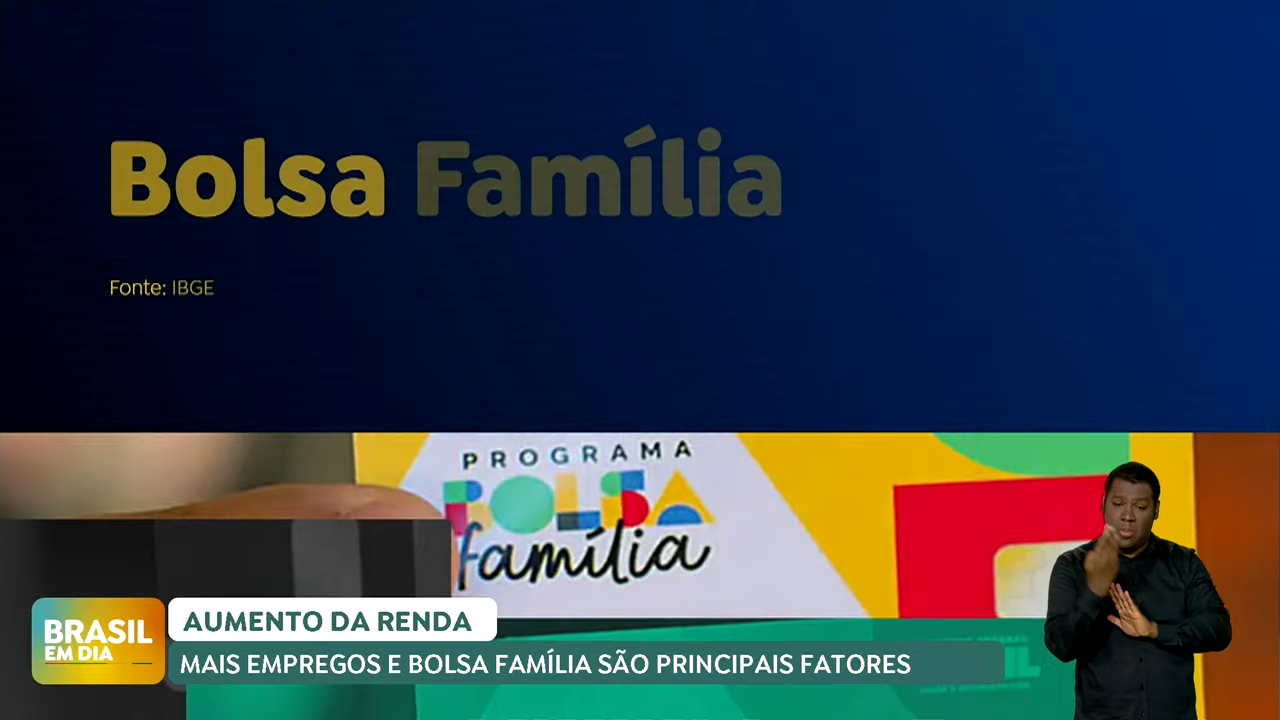 Bolsa Família
Fonte: IBGE
PROGRAMA
BOLSA
família
BRASIL
EM DIA
AUMENTO DA RENDA
MAIS EMPREGOS E BOLSA FAMÍLIA SÃO PRINCIPAIS FATORES